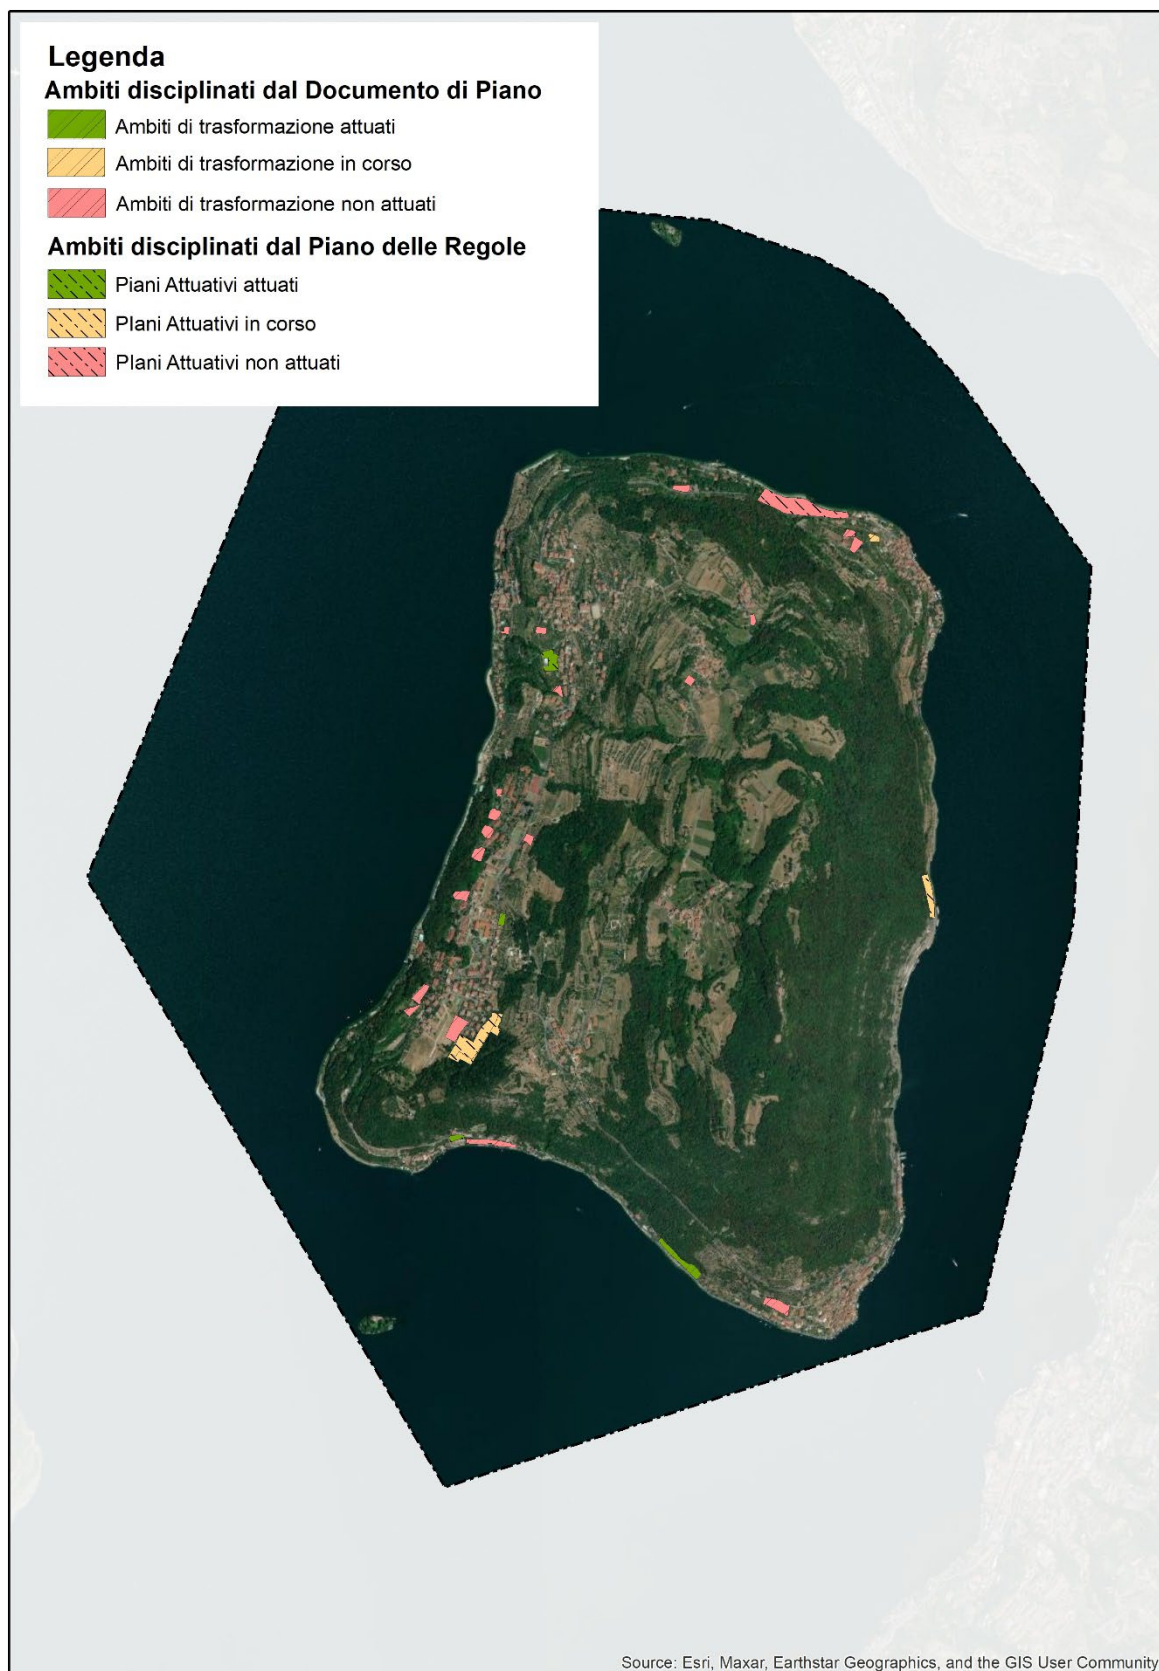 Legenda
Ambiti disciplinati dal Documento di Piano
Ambiti di trasformazione attuati
Ambiti di trasformazione in corso
Ambiti di trasformazione non attuati
Ambiti disciplinati dal Piano delle Regole
Piani Attuativi attuati
PIani Attuativi in corso
PIani Attuativi non attuati
Source: Esri, Maxar, Earthstar Geographics, and the GIS User Community